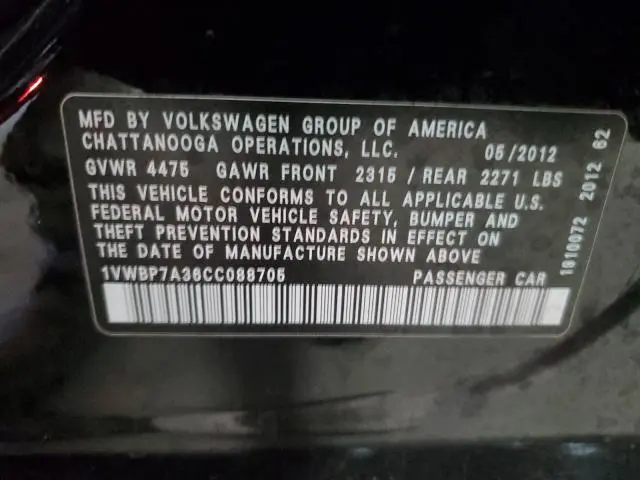 MFD BY VOLKSWAGEN GROUP OF AMERICA
CHATTANOOGA OPERATIONS, LLC. 05/2012
GVWR 4475 GAWR FRONT 2315 / REAR 2271 LBS
THIS VEHICLE CONFORMS TO ALL APPLICABLE U.S.
FEDERAL MOTOR VEHICLE SAFETY, BUMPER AND
THEFT PREVENTION STANDARDS IN EFFECT ON
THE DATE OF MANUFACTURE SHOWN ABOVE
1VWBP7A36CC088705 PASSENGER CAR
1810072 2012 62